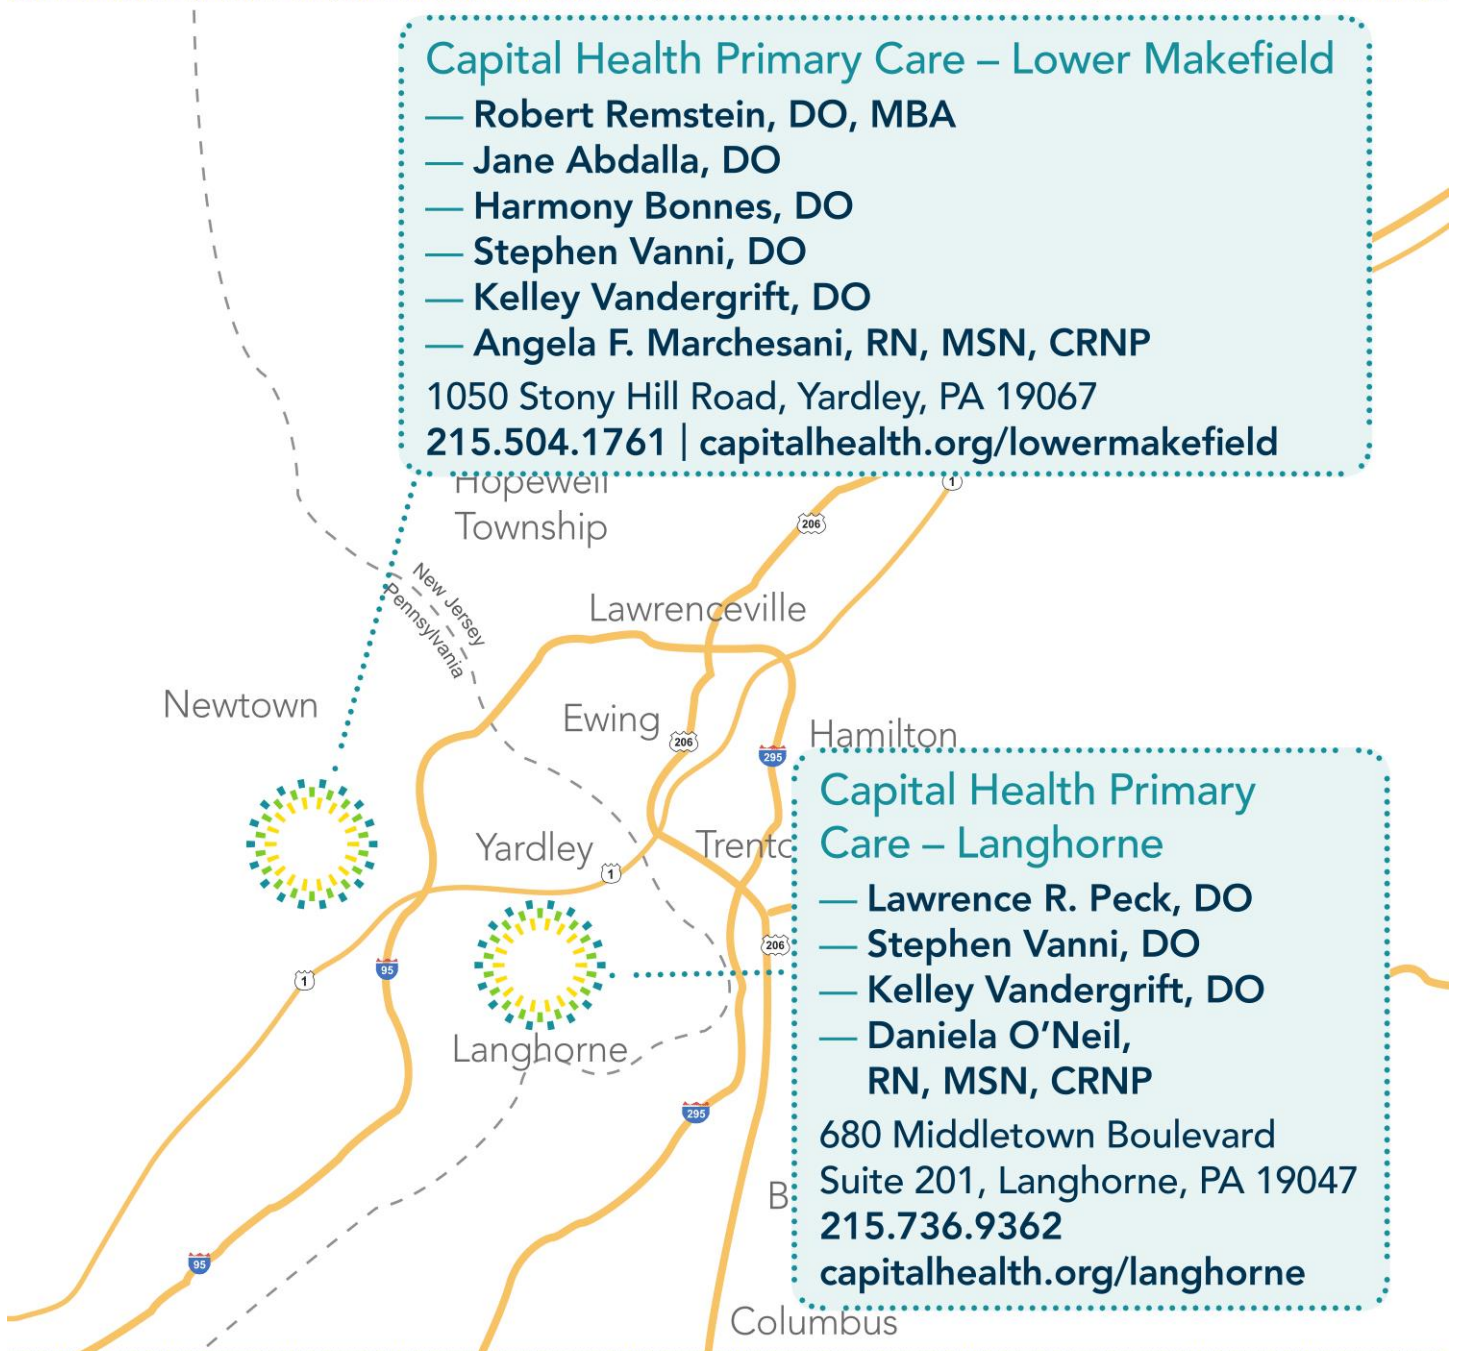 Capital Health Primary Care – Lower Makefield
— Robert Remstein, DO, MBA
— Jane Abdalla, DO
— Harmony Bonnes, DO
— Stephen Vanni, DO
— Kelley Vandergrift, DO
— Angela F. Marchesani, RN, MSN, CRNP
1050 Stony Hill Road, Yardley, PA 19067
215.504.1761 | capitalhealth.org/lowermakefield
Hopewell
Township
1
206
New Jersey
Pennsylvania
Lawrenceville
Newtown
Ewing
206
295
Hamilton
Yardley
1
Trento
1
95
206
Langhorne
295
95
B
Columbus
Capital Health Primary
Care – Langhorne
— Lawrence R. Peck, DO
— Stephen Vanni, DO
— Kelley Vandergrift, DO
— Daniela O’Neil,
RN, MSN, CRNP
680 Middletown Boulevard
Suite 201, Langhorne, PA 19047
215.736.9362
capitalhealth.org/langhorne